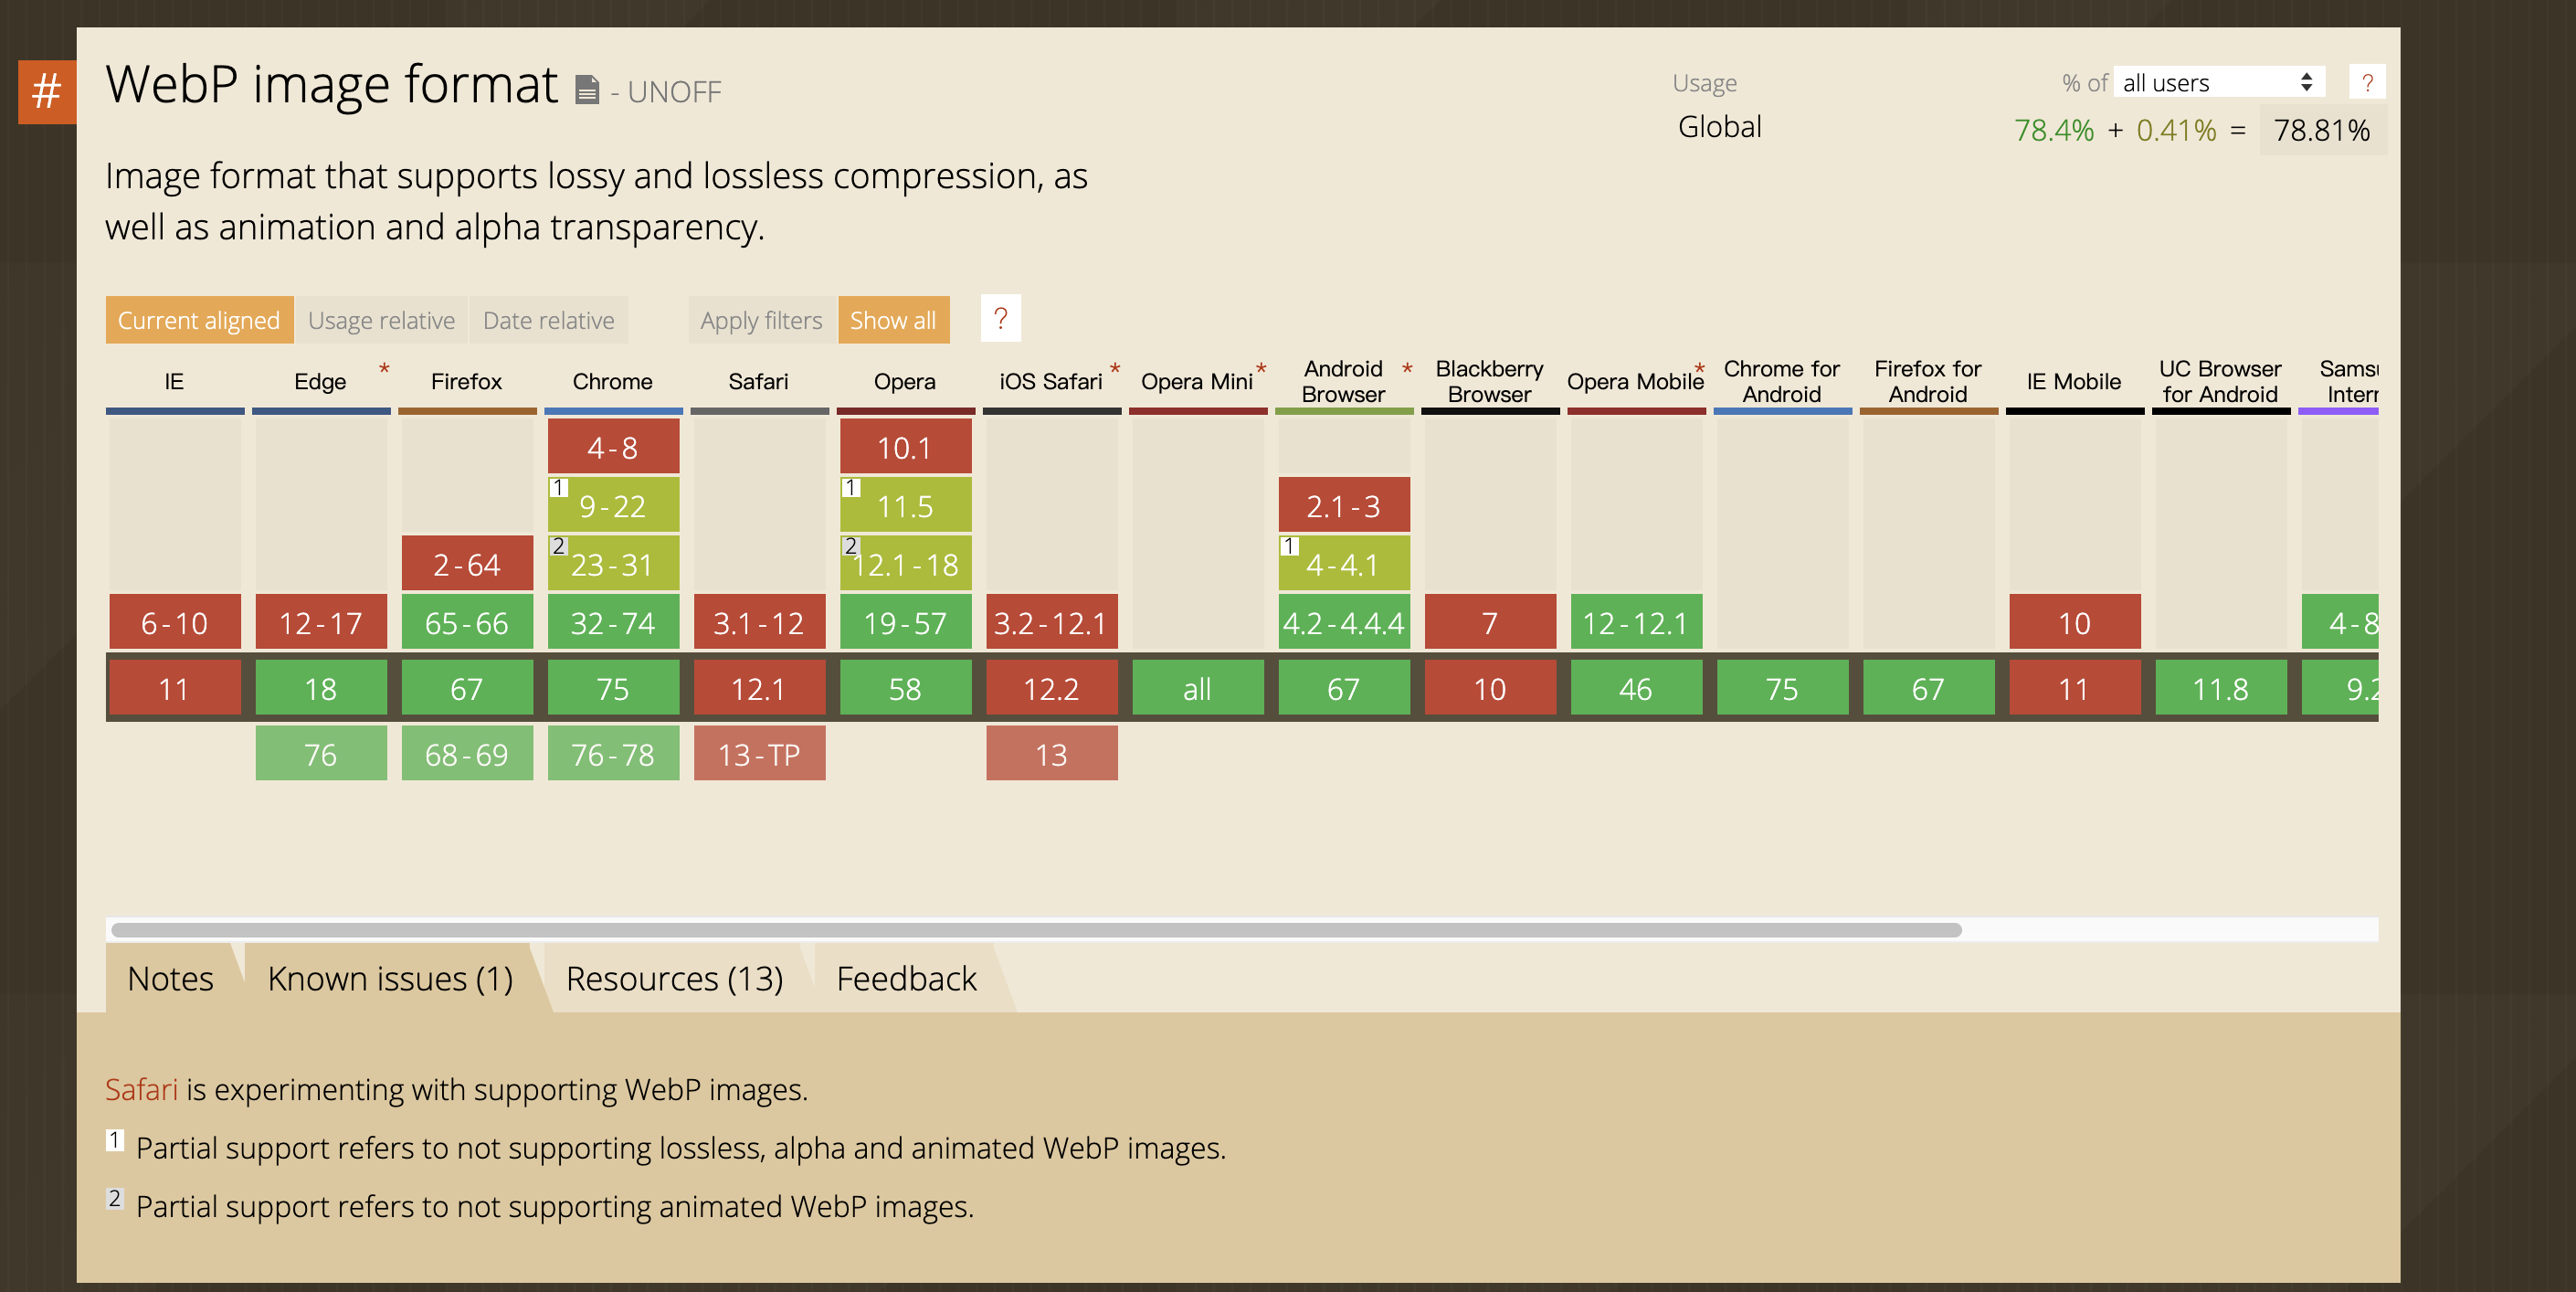 #
WebP image format - UNOFF
Usage % of all users ?
Global 78.4% + 0.41% = 78.81%
Image format that supports lossy and lossless compression, as
well as animation and alpha transparency.
Current aligned Usage relative Date relative Apply filters Show all ?
IE Edge * Firefox Chrome Safari Opera iOS Safari * Opera Mini * Android Browser * Blackberry Browser Opera Mobile * Chrome for Android Firefox for Android IE Mobile UC Browser for Android
4-8 10.1
1 9-22 1 11.5 2.1-3
2-64 2 23-31 2 12.1-18 1 4-4.1
6-10 12-17 65-66 32-74 3.1-12 19-57 3.2-12.1 4.2-4.4.4 7 12-12.1 10 4-8
11 18 67 75 12.1 58 12.2 all 67 10 46 75 67 11 11.8 9.2
76 68-69 76-78 13-TP 13
Notes Known issues (1) Resources (13) Feedback
Safari is experimenting with supporting WebP images.
1 Partial support refers to not supporting lossless, alpha and animated WebP images.
2 Partial support refers to not supporting animated WebP images.